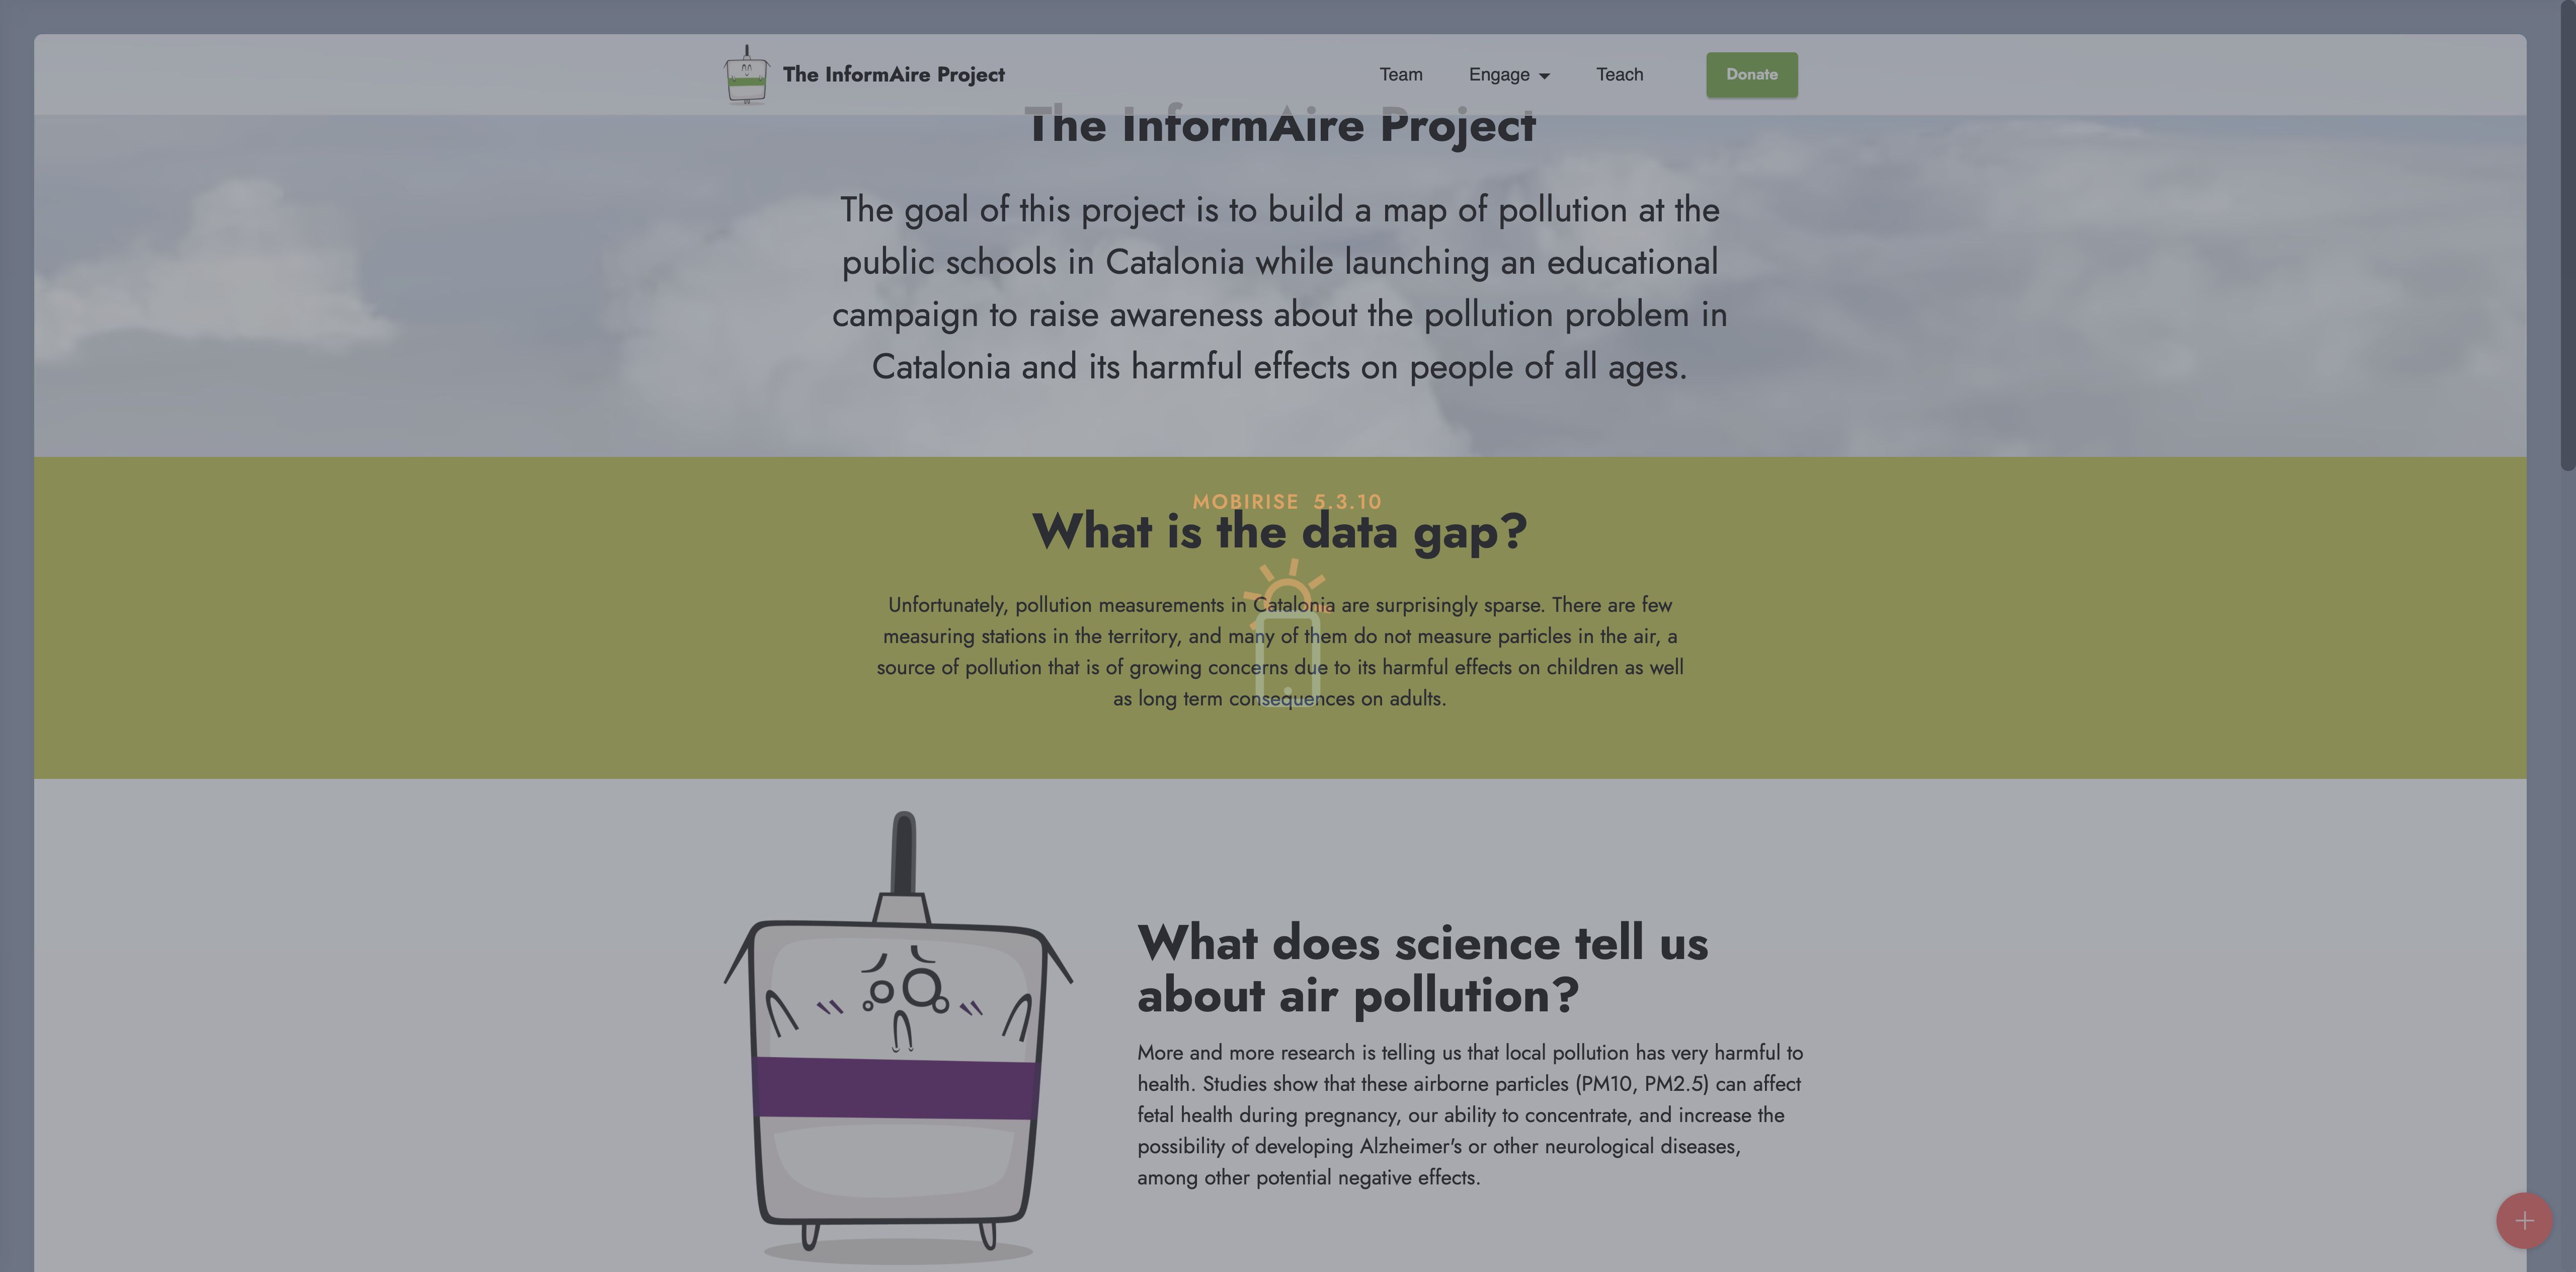 The InformAire Project
Team
Engage
Teach
Donate
The InformAire Project
The goal of this project is to build a map of pollution at the
public schools in Catalonia while launching an educational
campaign to raise awareness about the pollution problem in
Catalonia and its harmful effects on people of all ages.
MOBIRISE 5.3.10
What is the data gap?
Unfortunately, pollution measurements in Catalonia are surprisingly sparse. There are few
measuring stations in the territory, and many of them do not measure particles in the air, a
source of pollution that is of growing concerns due to its harmful effects on children as well
as long term consequences on adults.
What does science tell us
about air pollution?
More and more research is telling us that local pollution has very harmful to
health. Studies show that these airborne particles (PM10, PM2.5) can affect
fetal health during pregnancy, our ability to concentrate, and increase the
possibility of developing Alzheimer's or other neurological diseases,
among other potential negative effects.